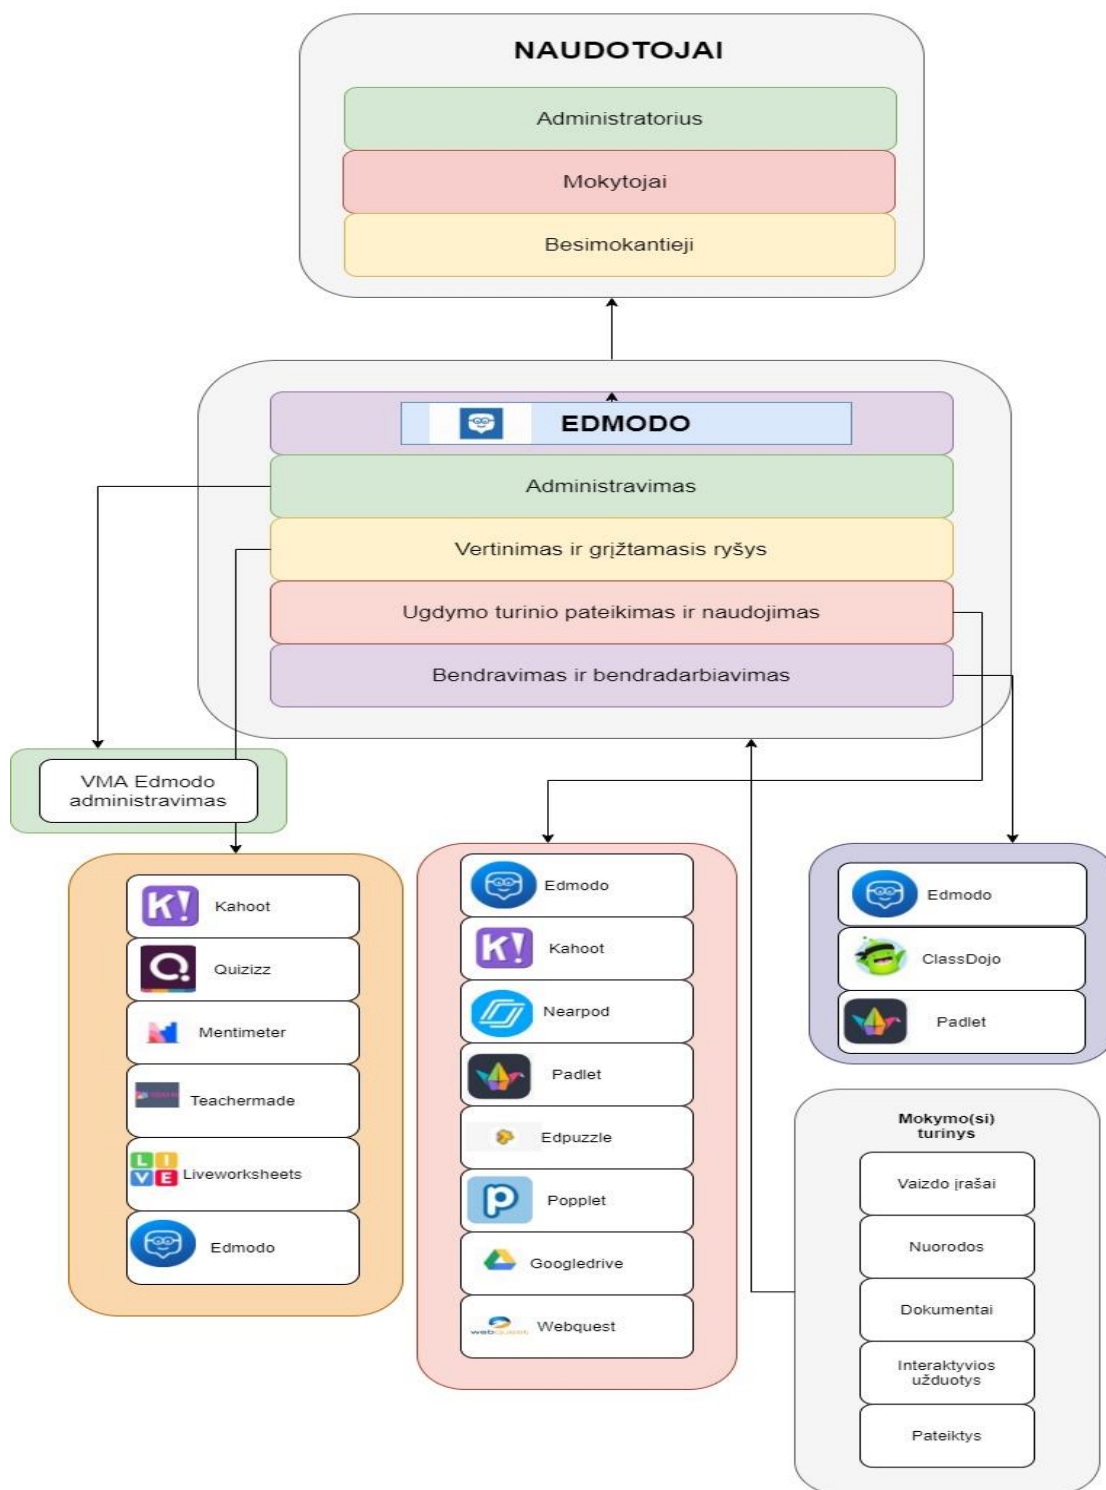 NAUDOTOJAI
Administratorius
Mokytojai
Besimokantieji
EDMODO
Administravimas
Vertinimas ir grįžtamasis ryšys
Ugdymo turinio pateikimas ir naudojimas
Bendravimas ir bendradarbiavimas
VMA Edmodo
administravimas
K! Kahoot
Quizizz
Mentimeter
Teachermade
LIVE Liveworksheets
Edmodo
Edmodo
K! Kahoot
Nearpod
Padlet
Edpuzzle
Popplet
Googledrive
webquest Webquest
Edmodo
ClassDojo
Padlet
Mokymo(si)
turinys
Vaizdo įrašai
Nuorodos
Dokumentai
Interaktyvios
užduotys
Pateiktys